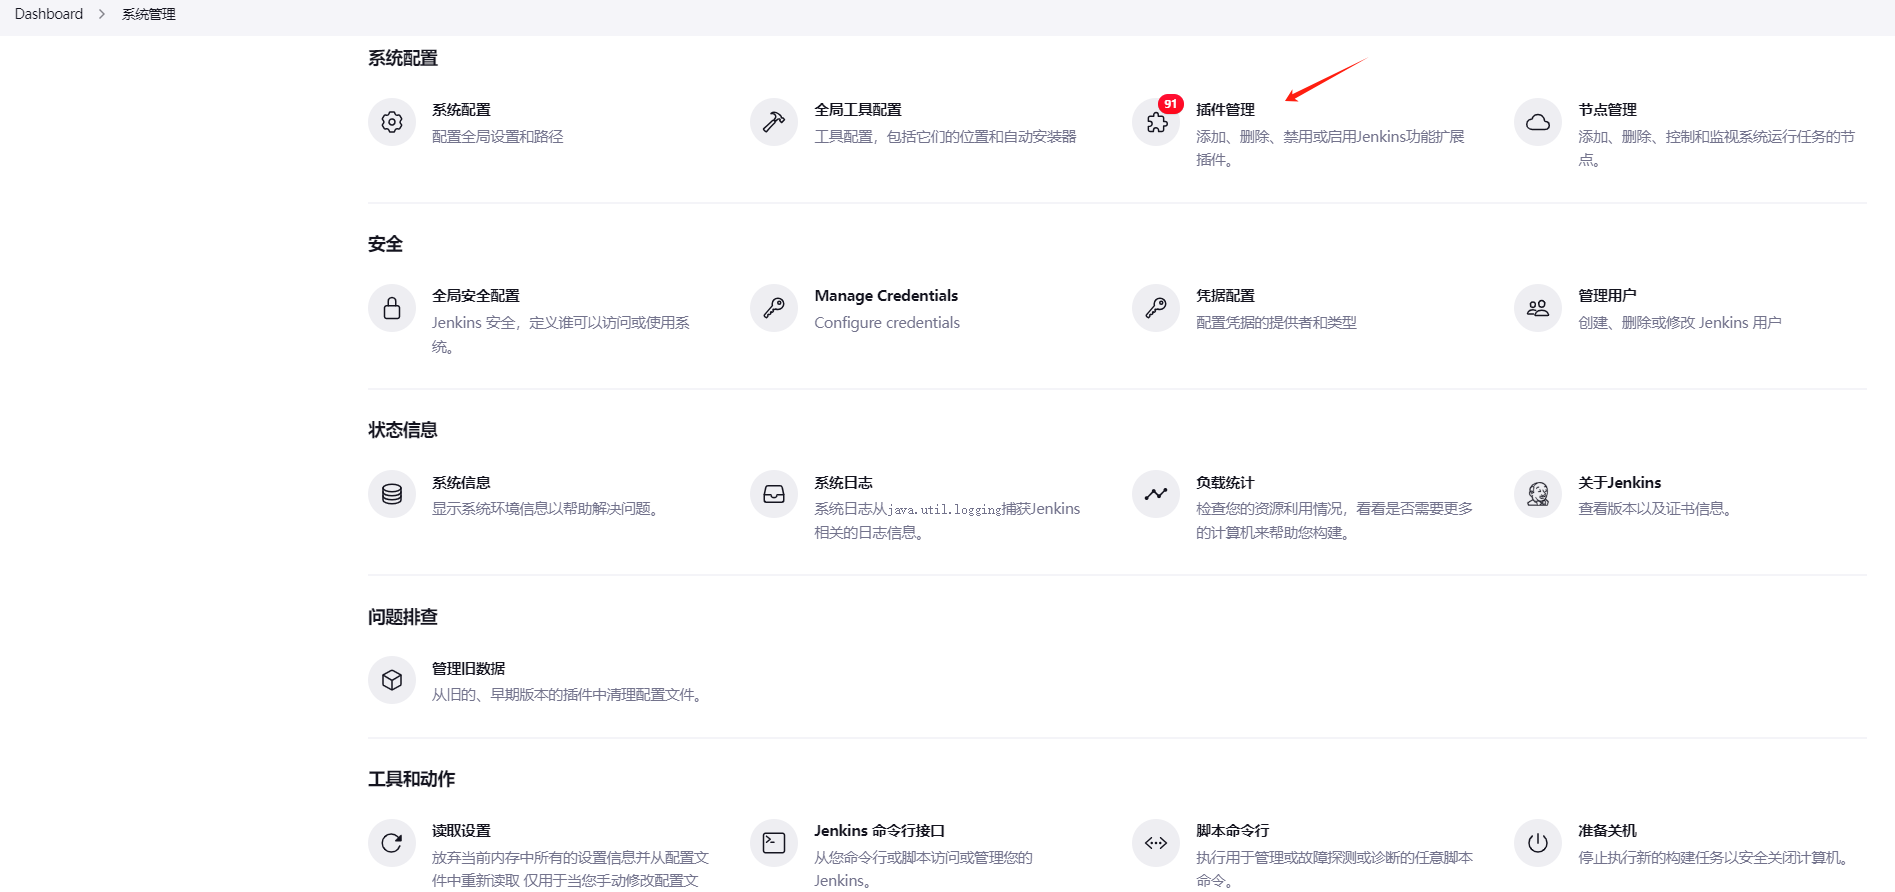 Dashboard > 系统管理
系统配置
系统配置
配置全局设置和路径
全局工具配置
工具配置，包括它们的位置和自动安装器
91
插件管理
添加、删除、禁用或启用Jenkins功能扩展
插件。
节点管理
添加、删除、控制和监视系统运行任务的节
点。
安全
全局安全配置
Jenkins 安全，定义谁可以访问或使用系
统。
Manage Credentials
Configure credentials
凭据配置
配置凭据的提供者和类型
管理用户
创建、删除或修改 Jenkins 用户
状态信息
系统信息
显示系统环境信息以帮助解决问题。
系统日志
系统日志从java.util.logging捕获Jenkins
相关的日志信息。
负载统计
检查您的资源利用情况，看看是否需要更多
的计算机来帮助您构建。
关于Jenkins
查看版本以及证书信息。
问题排查
管理旧数据
从旧的、早期版本的插件中清理配置文件。
工具和动作
读取设置
放弃当前内存中所有的设置信息并从配置文
件中重新读取 仅用于当您手动修改配置文
Jenkins 命令行接口
从您命令行或脚本访问或管理您的
Jenkins。
脚本命令行
执行用于管理或故障探测或诊断的任意脚本
命令。
准备关机
停止执行新的构建任务以安全关闭计算机。